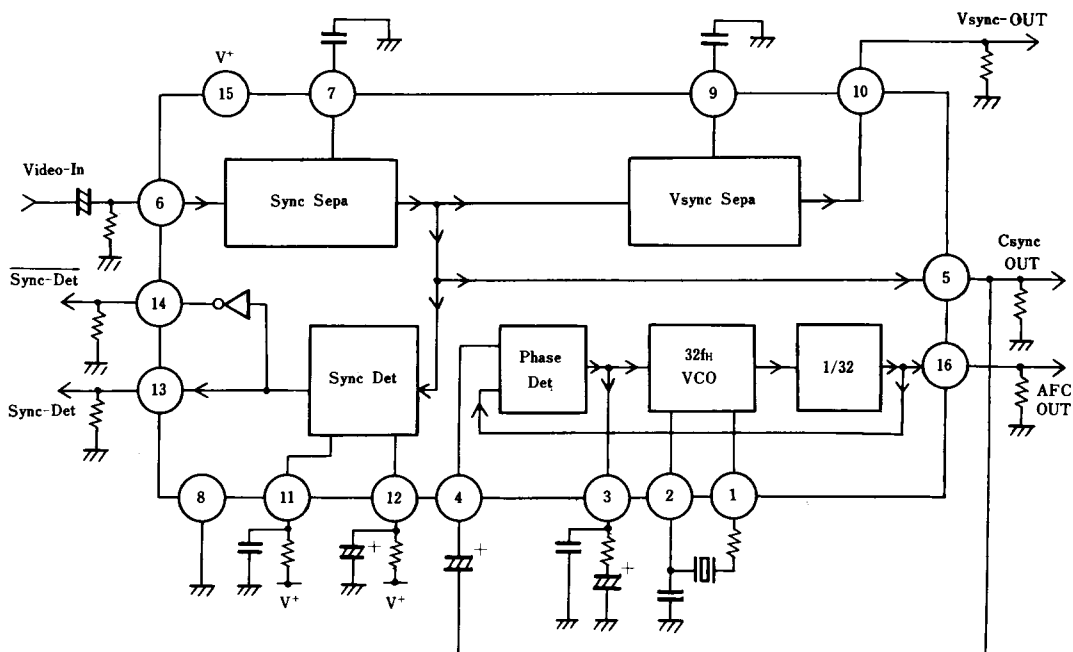 Vsync-OUT
V+
15
7
9
10
Video-In
6
Sync Sepa
Vsync Sepa
Csync
OUT
5
Sync-Det
14
Phase
Det
32fH
VCO
1/32
16
AFC
OUT
Sync Det
13
Sync-Det
8
11
12
4
3
2
1
+
+
+
V+
V+